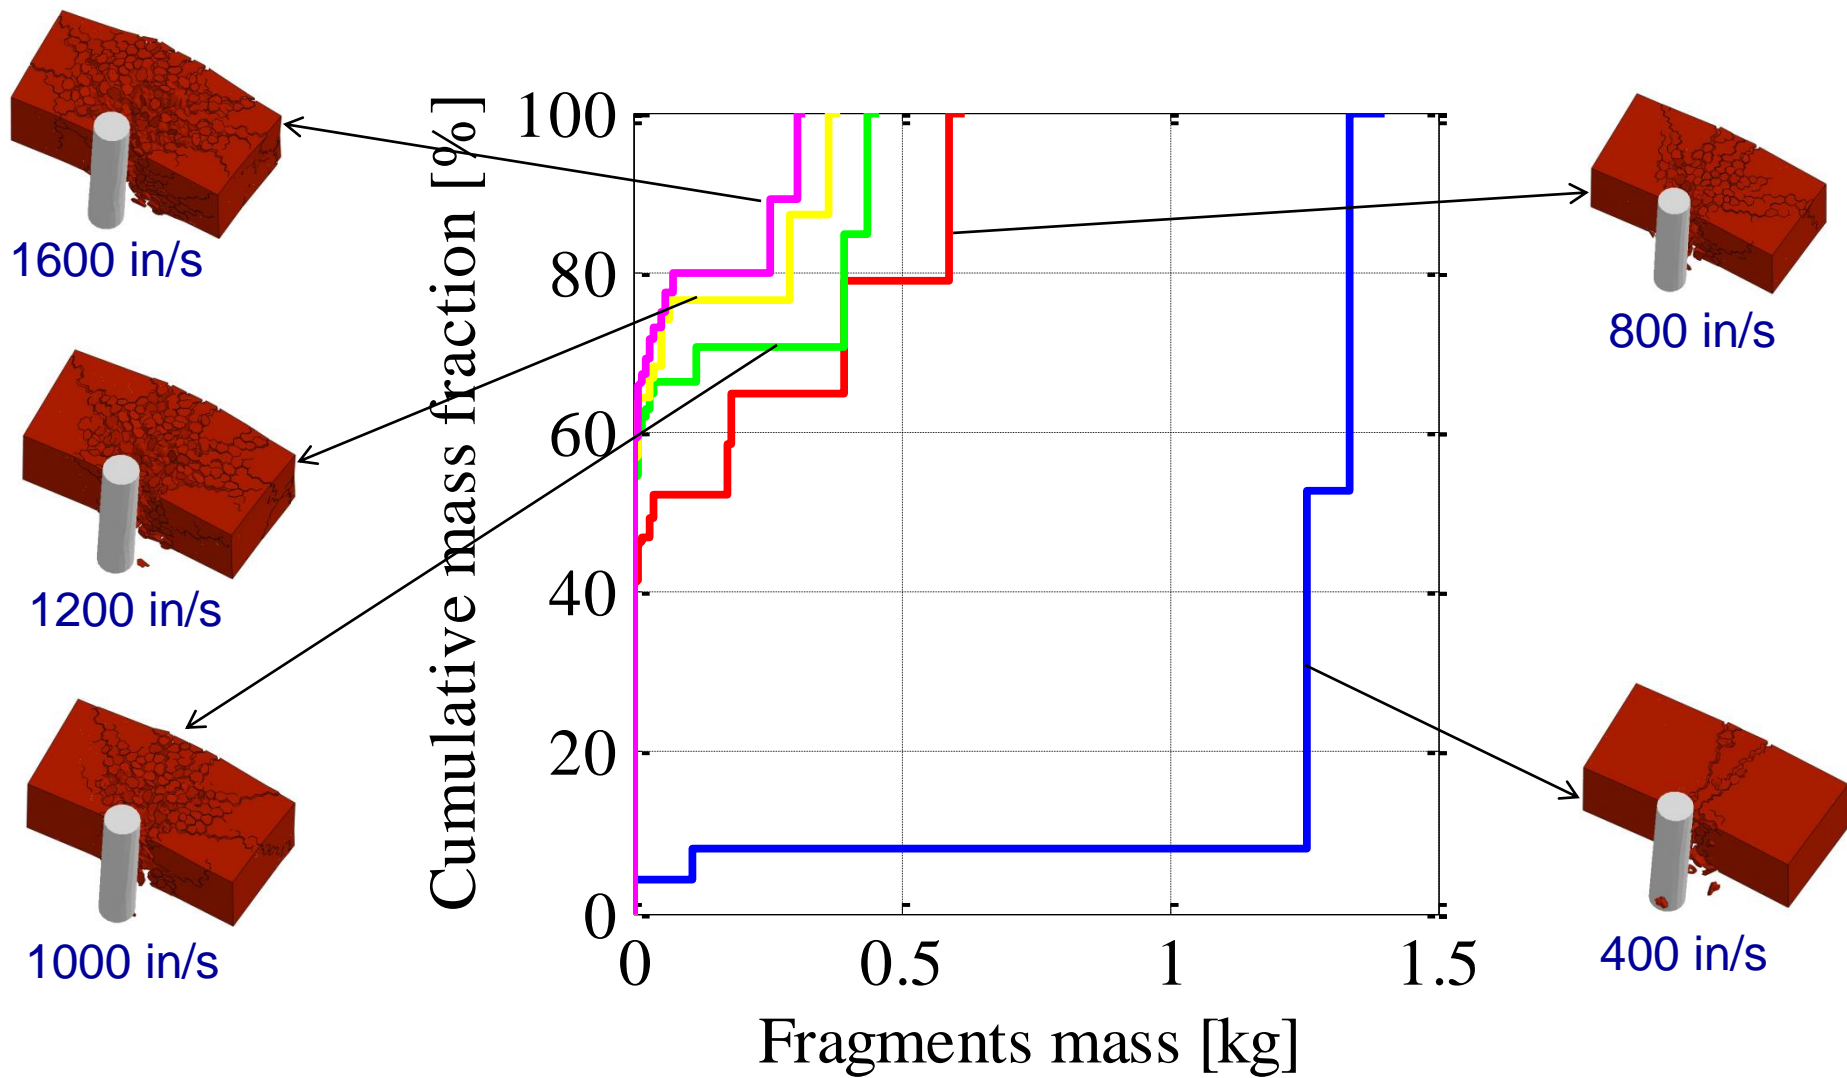 1600 in/s
1200 in/s
1000 in/s
Cumulative mass fraction [%]
100
80
60
40
20
0
0 0.5 1 1.5
Fragments mass [kg]
800 in/s
400 in/s